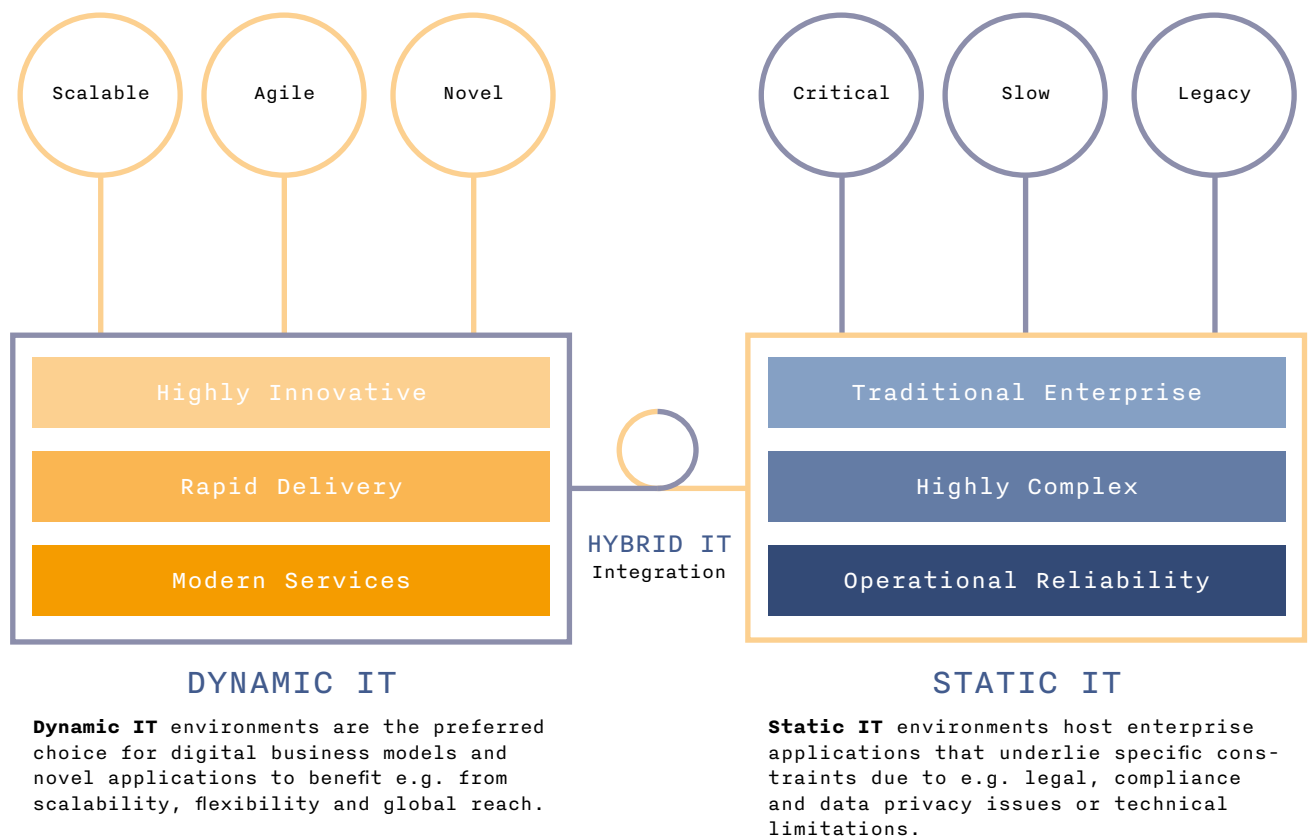 Scalable
Agile
Novel
Critical
Slow
Legacy
Highly Innovative
Rapid Delivery
Modern Services
HYBRID IT
Integration
Traditional Enterprise
Highly Complex
Operational Reliability
DYNAMIC IT
Dynamic IT environments are the preferred
choice for digital business models and
novel applications to benefit e.g. from
scalability, flexibility and global reach.
STATIC IT
Static IT environments host enterprise
applications that underlie specific cons-
traints due to e.g. legal, compliance
and data privacy issues or technical
limitations.